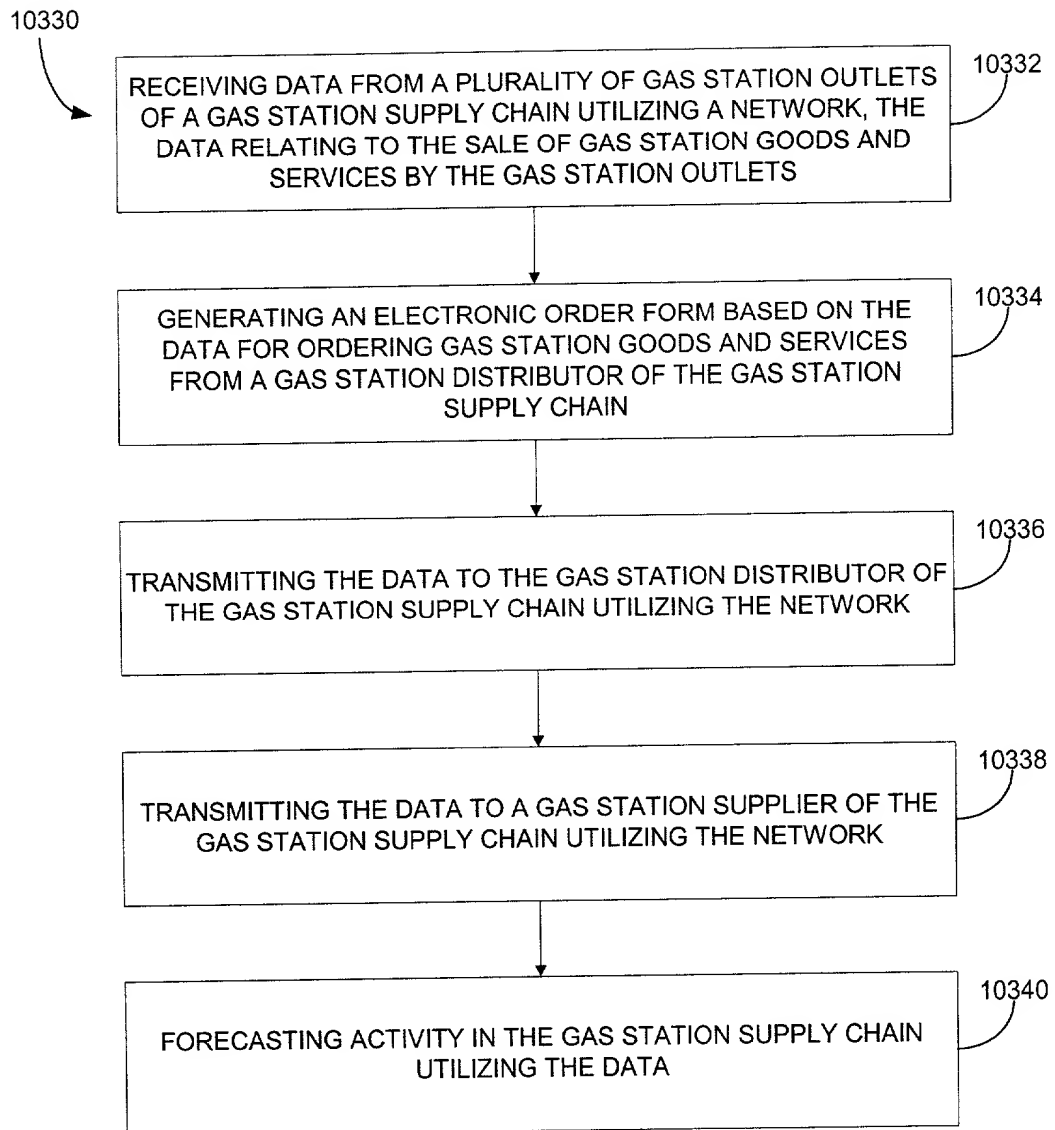 10330
RECEIVING DATA FROM A PLURALITY OF GAS STATION OUTLETS
OF A GAS STATION SUPPLY CHAIN UTILIZING A NETWORK, THE
DATA RELATING TO THE SALE OF GAS STATION GOODS AND
SERVICES BY THE GAS STATION OUTLETS
10332
GENERATING AN ELECTRONIC ORDER FORM BASED ON THE
DATA FOR ORDERING GAS STATION GOODS AND SERVICES
FROM A GAS STATION DISTRIBUTOR OF THE GAS STATION
SUPPLY CHAIN
10334
TRANSMITTING THE DATA TO THE GAS STATION DISTRIBUTOR OF
THE GAS STATION SUPPLY CHAIN UTILIZING THE NETWORK
10336
TRANSMITTING THE DATA TO A GAS STATION SUPPLIER OF THE
GAS STATION SUPPLY CHAIN UTILIZING THE NETWORK
10338
FORECASTING ACTIVITY IN THE GAS STATION SUPPLY CHAIN
UTILIZING THE DATA
10340